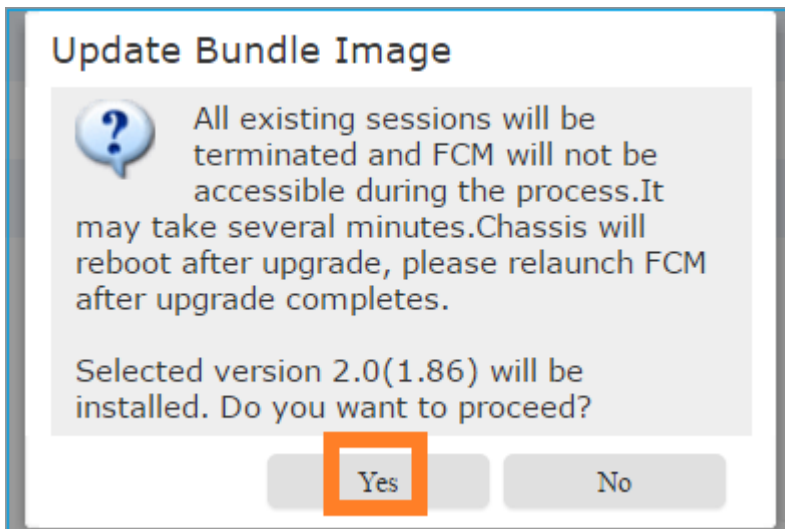 Update Bundle Image
All existing sessions will be
terminated and FCM will not be
accessible during the process.It
may take several minutes.Chassis will
reboot after upgrade, please relaunch FCM
after upgrade completes.
Selected version 2.0(1.86) will be
installed. Do you want to proceed?
Yes No